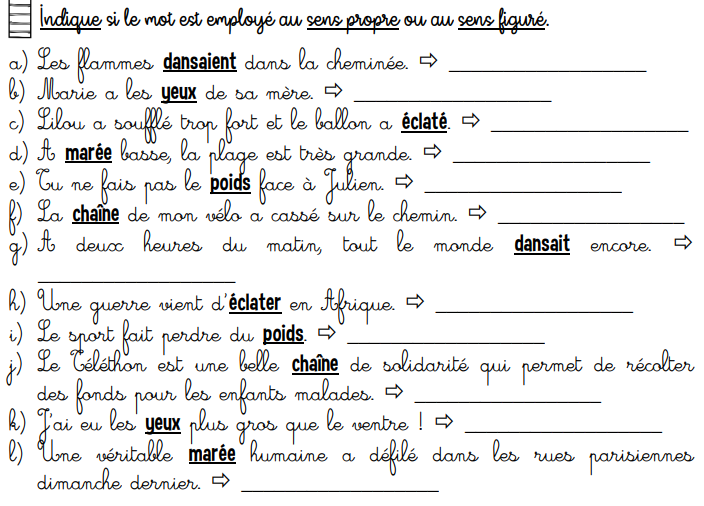 Indique si le mot est employé au sens propre ou au sens figuré.
a) Les flammes dansaient dans la cheminée. ⇨ ____________________
b) Marie a les yeux de sa mère. ⇨ ____________________
c) Lilou a soufflé trop fort et le ballon a éclaté. ⇨ ____________________
d) A marée basse, la plage est très grande. ⇨ ____________________
e) Tu ne fais pas le poids face à Julien. ⇨ ____________________
f) La chaîne de mon vélo a cassé sur le chemin. ⇨ ____________________
g) A deux heures du matin, tout le monde dansait encore. ⇨
____________________
h) Une guerre vient d'éclater en Afrique. ⇨ ____________________
i) Le sport fait perdre du poids. ⇨ ____________________
j) Le Téléthon est une belle chaîne de solidarité qui permet de récolter
des fonds pour les enfants malades. ⇨ ____________________
k) J'ai eu les yeux plus gros que le ventre ! ⇨ ____________________
l) Une véritable marée humaine a défilé dans les rues parisiennes
dimanche dernier. ⇨ ____________________